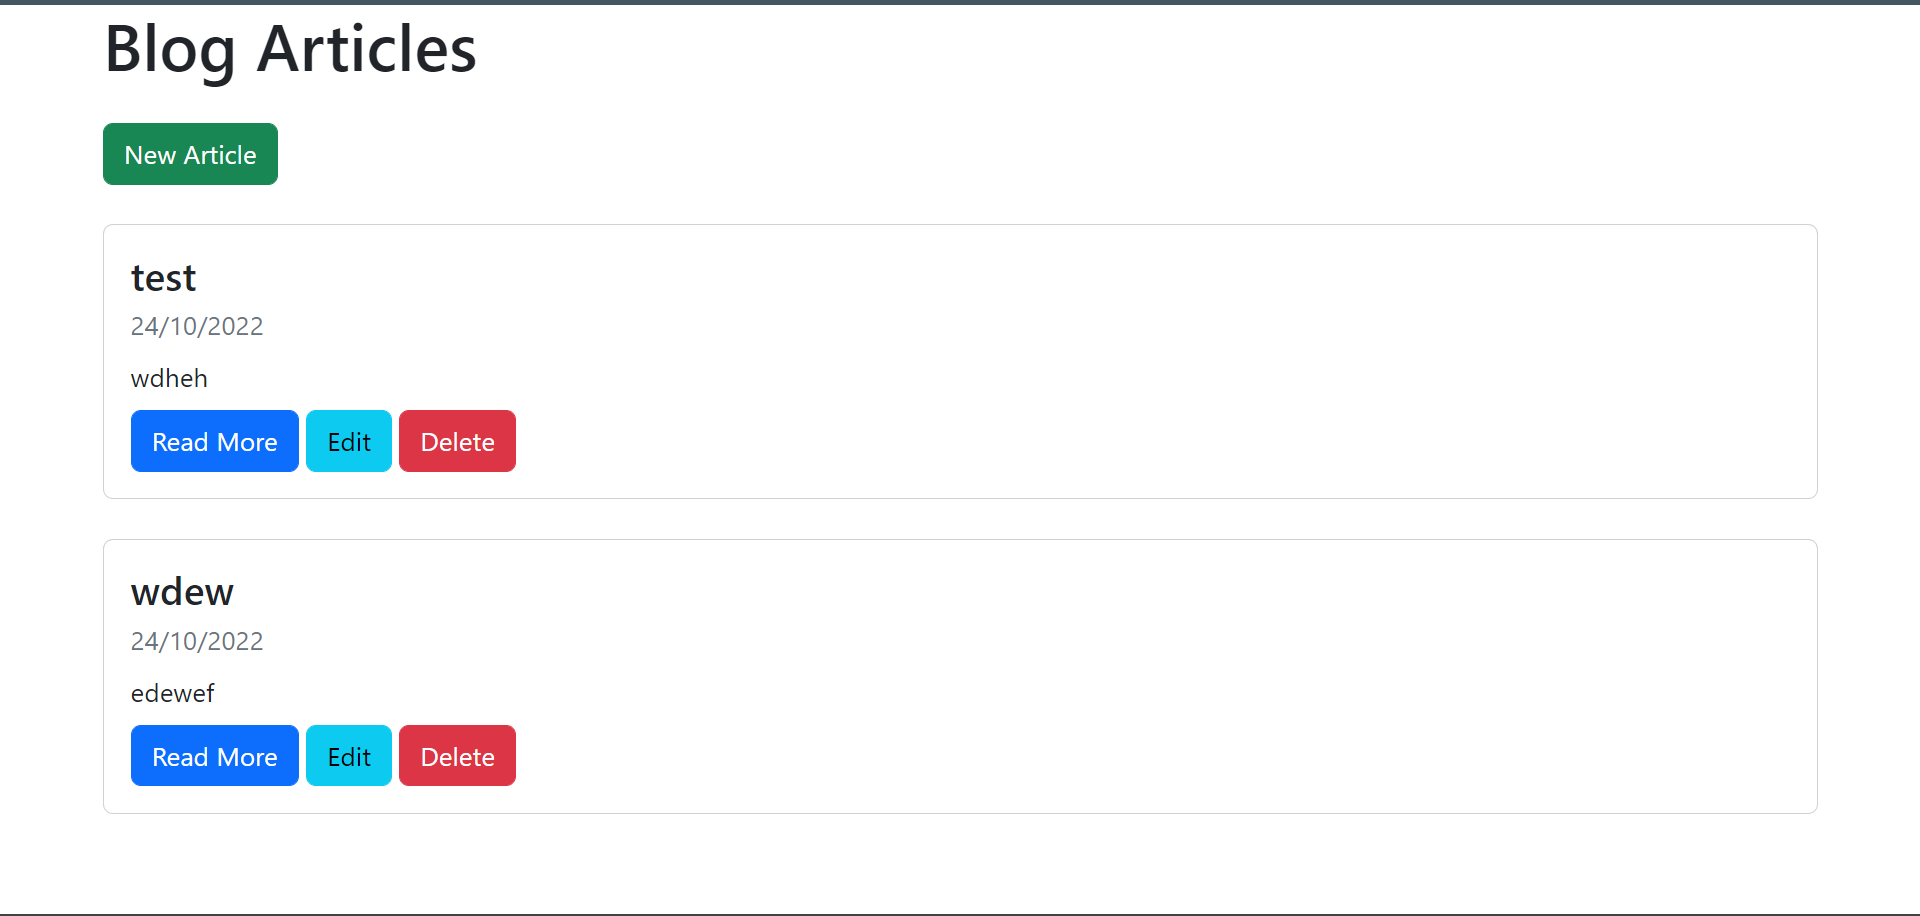 Blog Articles
New Article
test
24/10/2022
wdheh
Read More Edit Delete
wdew
24/10/2022
edewef
Read More Edit Delete